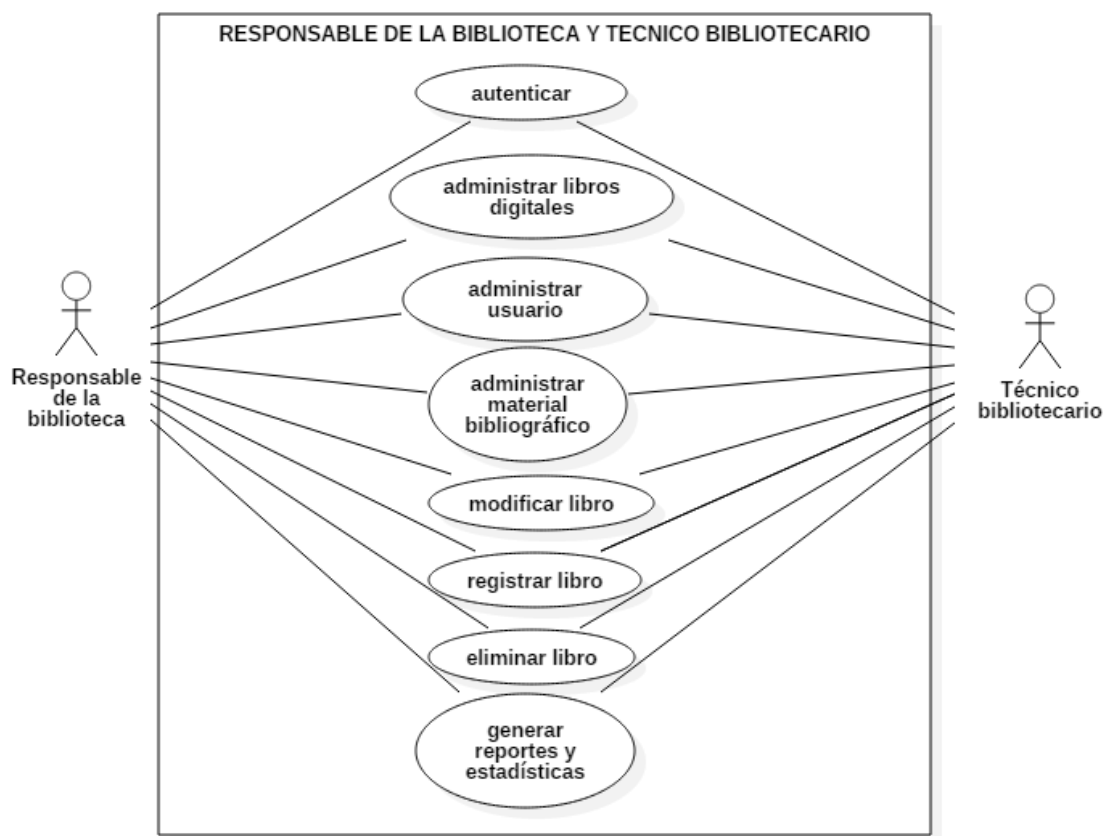 RESPONSABLE DE LA BIBLIOTECA Y TECNICO BIBLIOTECARIO
autenticar
administrar libros
digitales
administrar
usuario
administrar
material
bibliográfico
modificar libro
registrar libro
eliminar libro
generar
reportes y
estadísticas
Responsable
de la
biblioteca
Técnico
bibliotecario